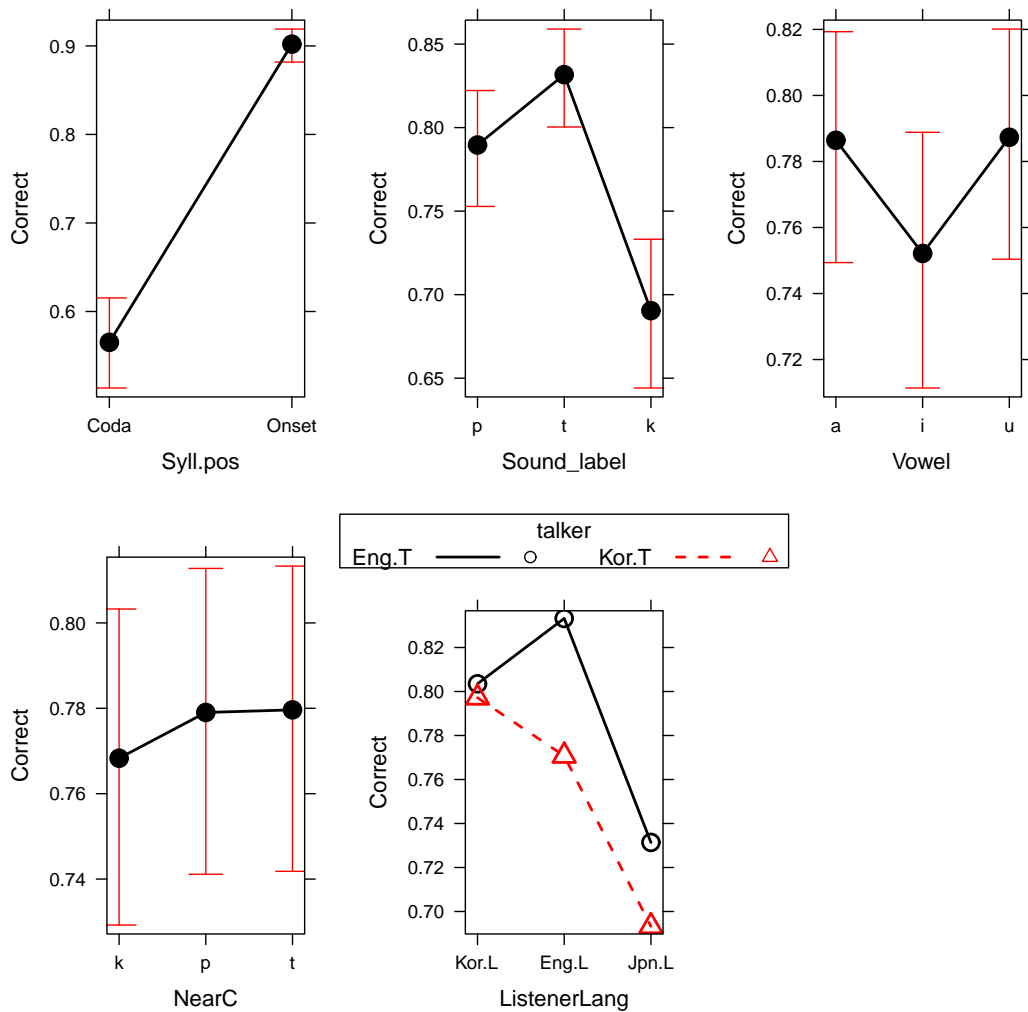 0.9
0.8
0.7
0.6
Correct
Coda Onset
Syll.pos
0.85
0.80
0.75
0.70
0.65
Correct
p t k
Sound_label
0.82
0.80
0.78
0.76
0.74
0.72
Correct
a i u
Vowel
0.80
0.78
0.76
0.74
Correct
k p t
NearC
talker
Eng.T Kor.T
0.82
0.80
0.78
0.76
0.74
0.72
0.70
Correct
Kor.L Eng.L Jpn.L
ListenerLang